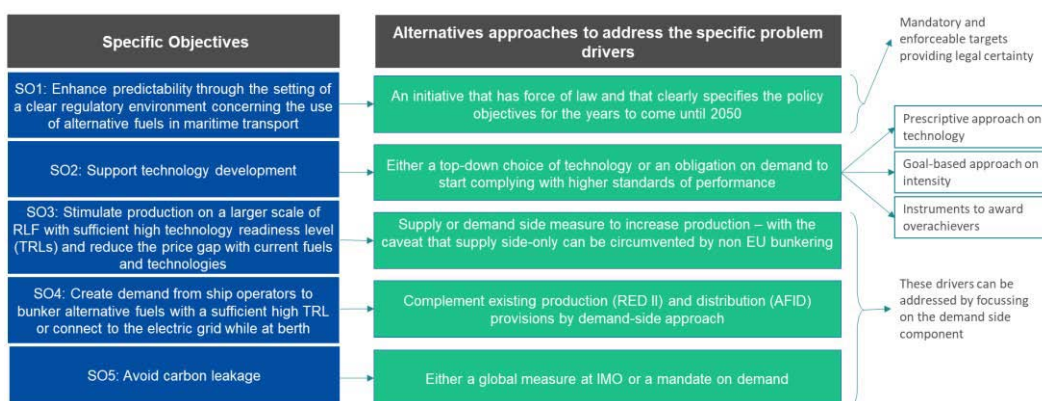 Specific Objectives
Alternatives approaches to address the specific problem
drivers
Mandatory and
enforceable targets
providing legal certainty
SO1: Enhance predictability through the setting of
a clear regulatory environment concerning the use
of alternative fuels in maritime transport
An initiative that has force of law and that clearly specifies the policy
objectives for the years to come until 2050
SO2: Support technology development
Either a top-down choice of technology or an obligation on demand to
start complying with higher standards of performance
Prescriptive approach on
technology
Goal-based approach on
intensity
Instruments to award
overachievers
SO3: Stimulate production on a larger scale of
RLF with sufficient high technology readiness level
(TRLs) and reduce the price gap with current fuels
and technologies
Supply or demand side measure to increase production – with the
caveat that supply side-only can be circumvented by non EU bunkering
SO4: Create demand from ship operators to
bunker alternative fuels with a sufficient high TRL
or connect to the electric grid while at berth
Complement existing production (RED II) and distribution (AFID)
provisions by demand-side approach
These drivers can be
addressed by focussing
on the demand side
component
SO5: Avoid carbon leakage
Either a global measure at IMO or a mandate on demand